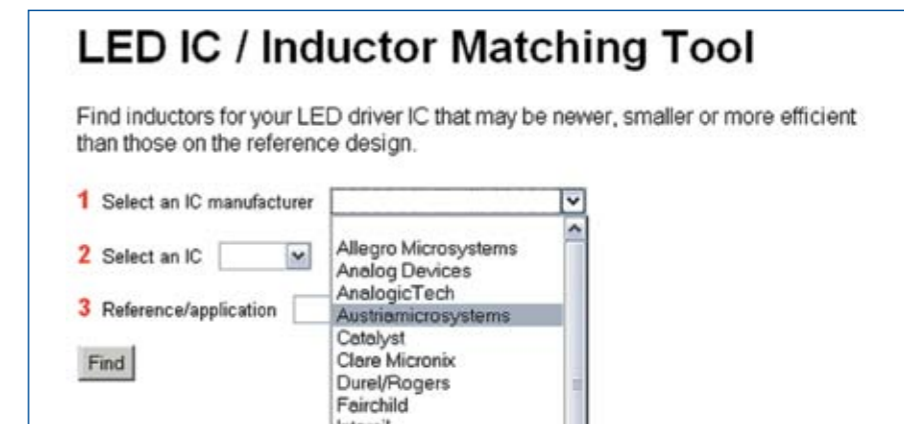 LED IC / Inductor Matching Tool
Find inductors for your LED driver IC that may be newer, smaller or more efficient
than those on the reference design.
1 Select an IC manufacturer
2 Select an IC
3 Reference/application
Find
Allegro Microsystems
Analog Devices
AnalogicTech
Austriamicrosystems
Catalyst
Clare Micronix
Durel/Rogers
Fairchild